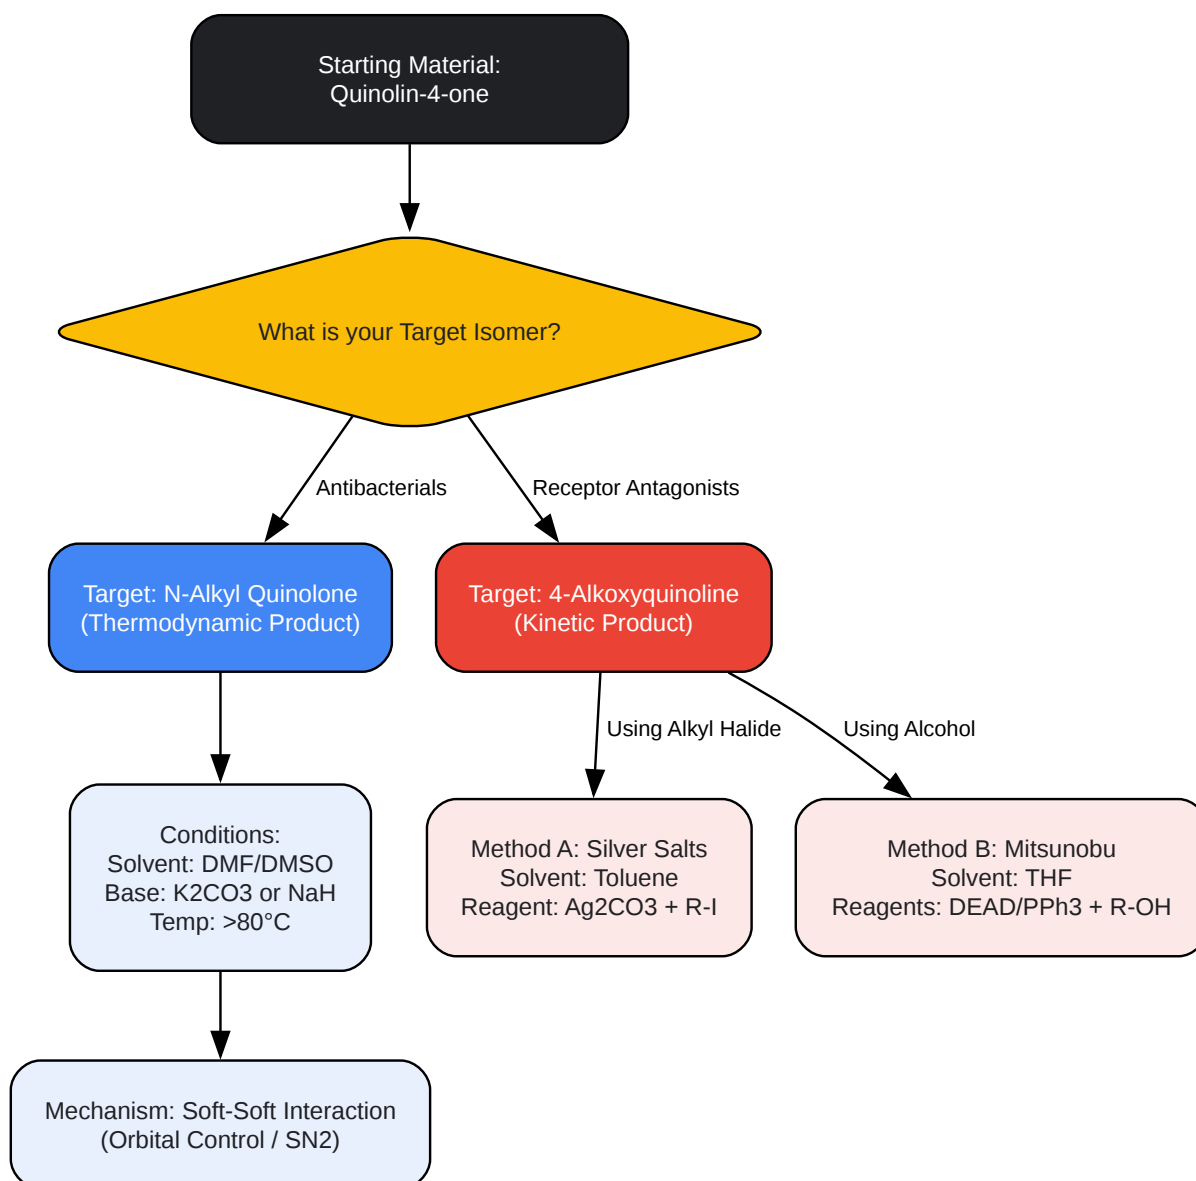 Starting Material:
Quinolin-4-one
What is your Target Isomer?
Antibacterials
Receptor Antagonists
Target: N-Alkyl Quinolone
(Thermodynamic Product)
Target: 4-Alkoxyquinoline
(Kinetic Product)
Using Alkyl Halide
Using Alcohol
Conditions:
Solvent: DMF/DMSO
Base: K2CO3 or NaH
Temp: >80°C
Method A: Silver Salts
Solvent: Toluene
Reagent: Ag2CO3 + R-I
Method B: Mitsunobu
Solvent: THF
Reagents: DEAD/PPh3 + R-OH
Mechanism: Soft-Soft Interaction
(Orbital Control / SN2)